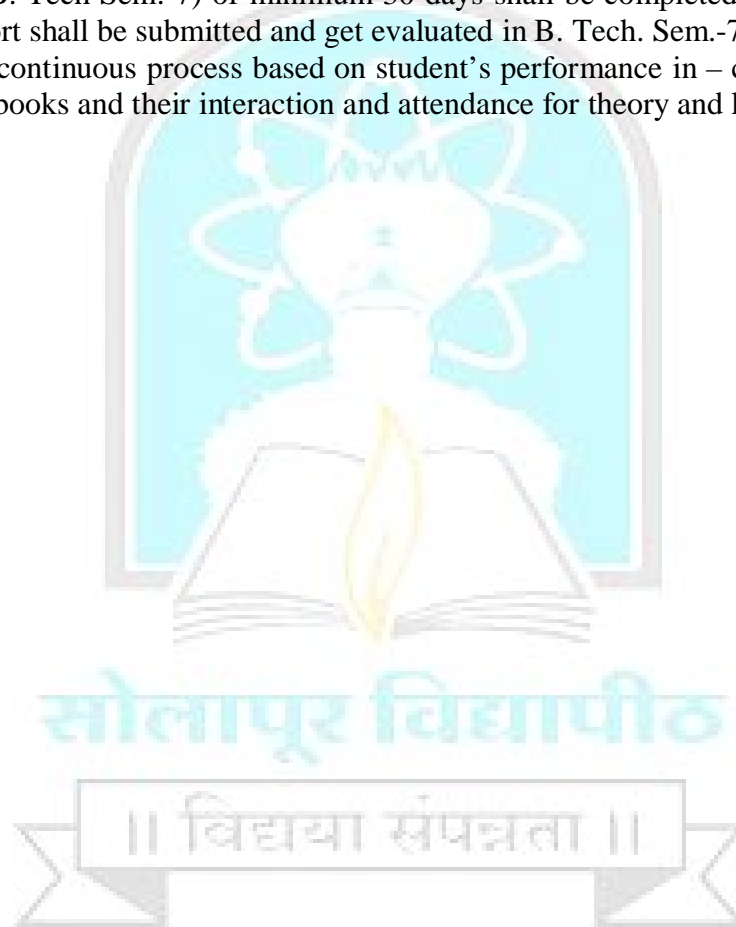 Tech Sem.-7) of minimum 30 days shall be completed
ort shall be submitted and get evaluated in B. Tech. Sem.-7
continuous process based on student's performance in – c
books and their interaction and attendance for theory and l
सोलापूर विद्यापीठ
|| विद्यया संपन्नता ||